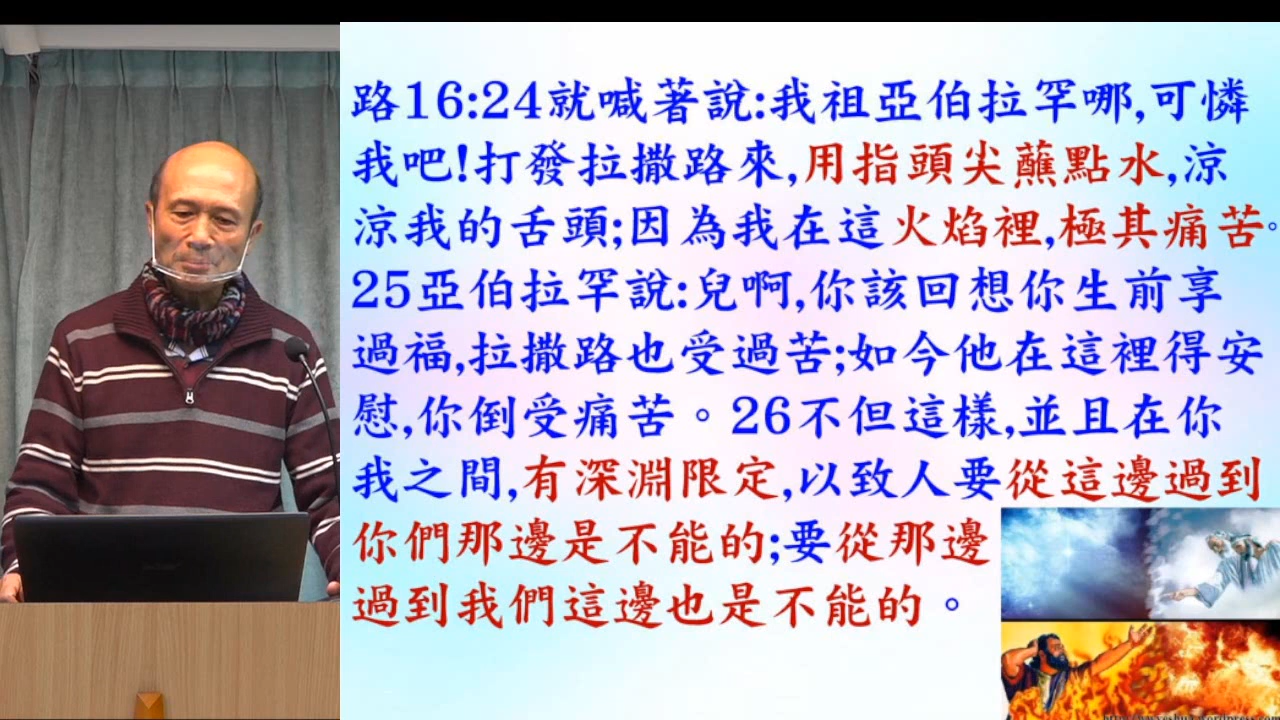 路16:24就喊著說:我祖亞伯拉罕哪,可憐
我吧!打發拉撒路來,用指頭尖蘸點水,涼
涼我的舌頭;因為我在這火焰裡,極其痛苦。
25亞伯拉罕說:兒啊,你該回想你生前享
過福,拉撒路也受過苦;如今他在這裡得安
慰,你倒受痛苦。26不但這樣,並且在你
我之間,有深淵限定,以致人要從這邊過到
你們那邊是不能的;要從那邊
過到我們這邊也是不能的。